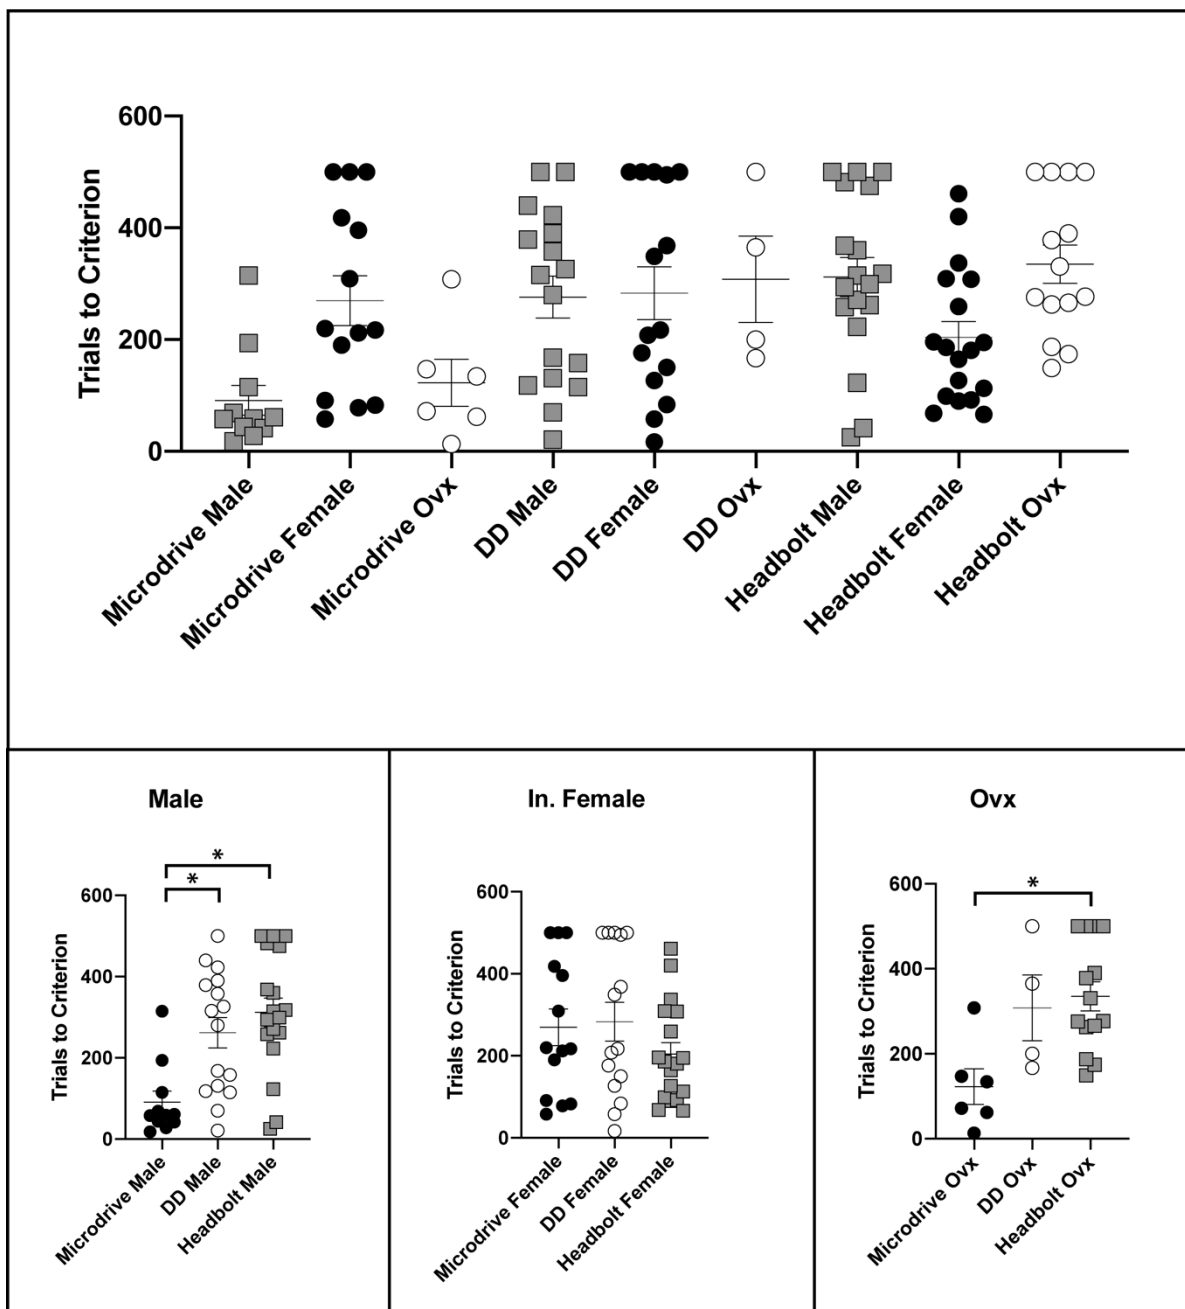 600
400
200
0
Trials to Criterion
Microdrive Male
Microdrive Female
Microdrive Ovx
DD Male
DD Female
DD Ovx
Headbolt Male
Headbolt Female
Headbolt Ovx
Male
*
*
600
400
200
0
Trials to Criterion
Microdrive Male
DD Male
Headbolt Male
In. Female
600
400
200
0
Trials to Criterion
Microdrive Female
DD Female
Headbolt Female
Ovx
*
600
400
200
0
Trials to Criterion
Microdrive Ovx
DD Ovx
Headbolt Ovx